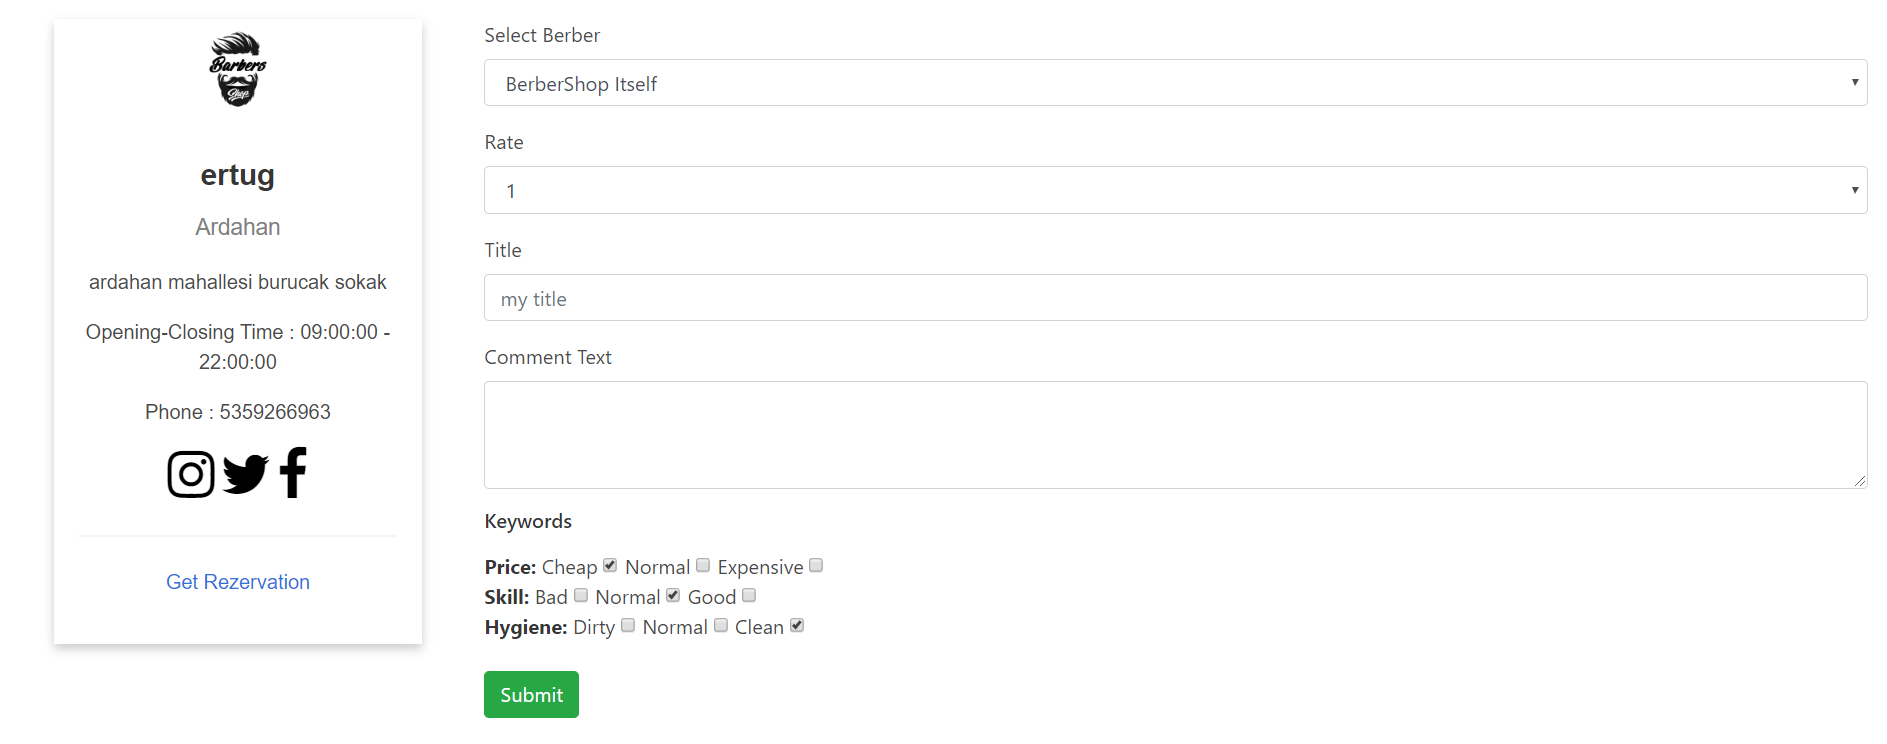 Barbers
Shop
ertug
Ardahan
ardahan mahallesi burucak sokak
Opening-Closing Time : 09:00:00 -
22:00:00
Phone : 5359266963
Get Rezervation
Select Berber
BerberShop Itself
Rate
1
Title
my title
Comment Text
Keywords
Price: Cheap Normal Expensive
Skill: Bad Normal Good
Hygiene: Dirty Normal Clean
Submit